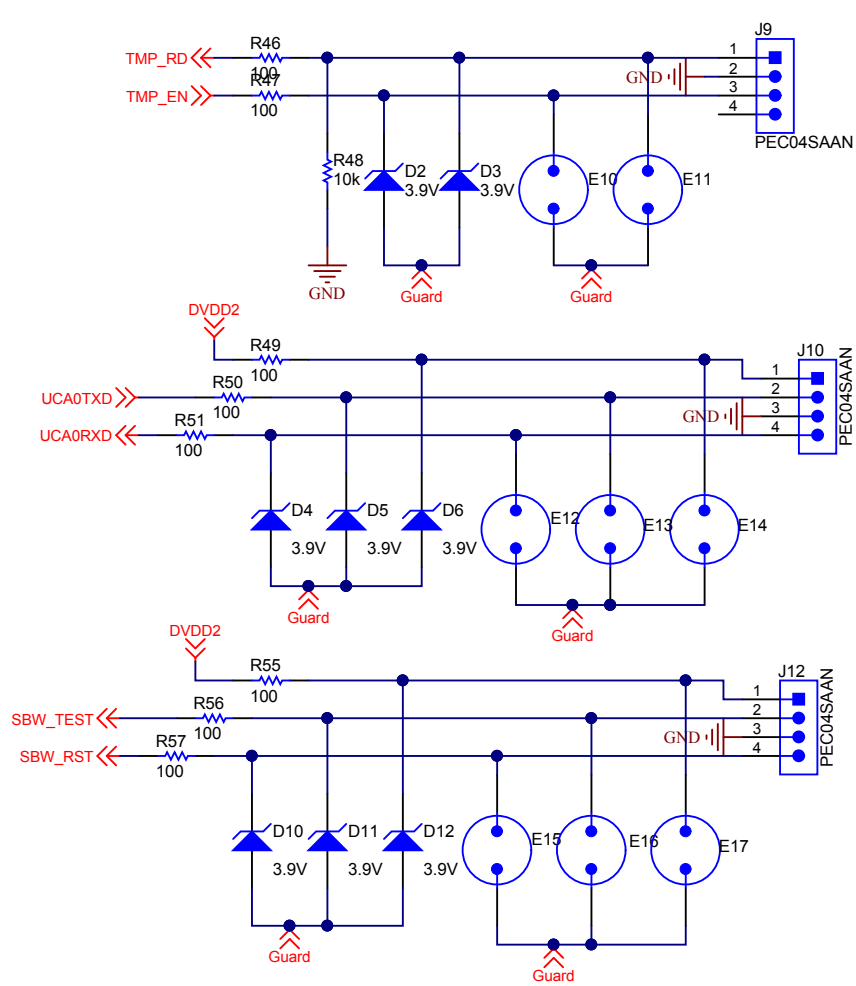 J9
R46
TMP_RD
100
1
GND
2
R47
TMP_EN
100
3
4
PEC04SAAN
R48
10k
D2
3.9V
D3
3.9V
E10
E11
GND
Guard
Guard
DVDD2
R49
100
J10
PEC04SAAN
1
R50
UCA0TXD
100
2
GND
3
R51
UCA0RXD
100
4
D4
3.9V
D5
3.9V
D6
3.9V
E12
E13
E14
Guard
Guard
DVDD2
R55
100
J12
PEC04SAAN
1
R56
SBW_TEST
100
2
GND
3
R57
SBW_RST
100
4
D10
3.9V
D11
3.9V
D12
3.9V
E15
E16
E17
Guard
Guard